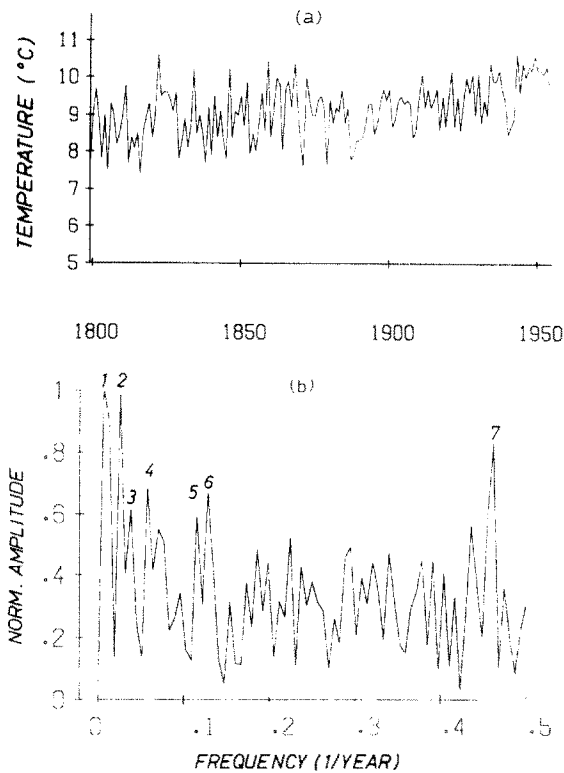 (a)
TEMPERATURE (°C)
11
10
9
8
7
6
5
1800 1850 1900 1950
(b)
NORM. AMPLITUDE
1
.8
.6
.4
.2
0
1 2
3
4
5
6
7
0 .1 .2 .3 .4 .5
FREQUENCY (1/YEAR)